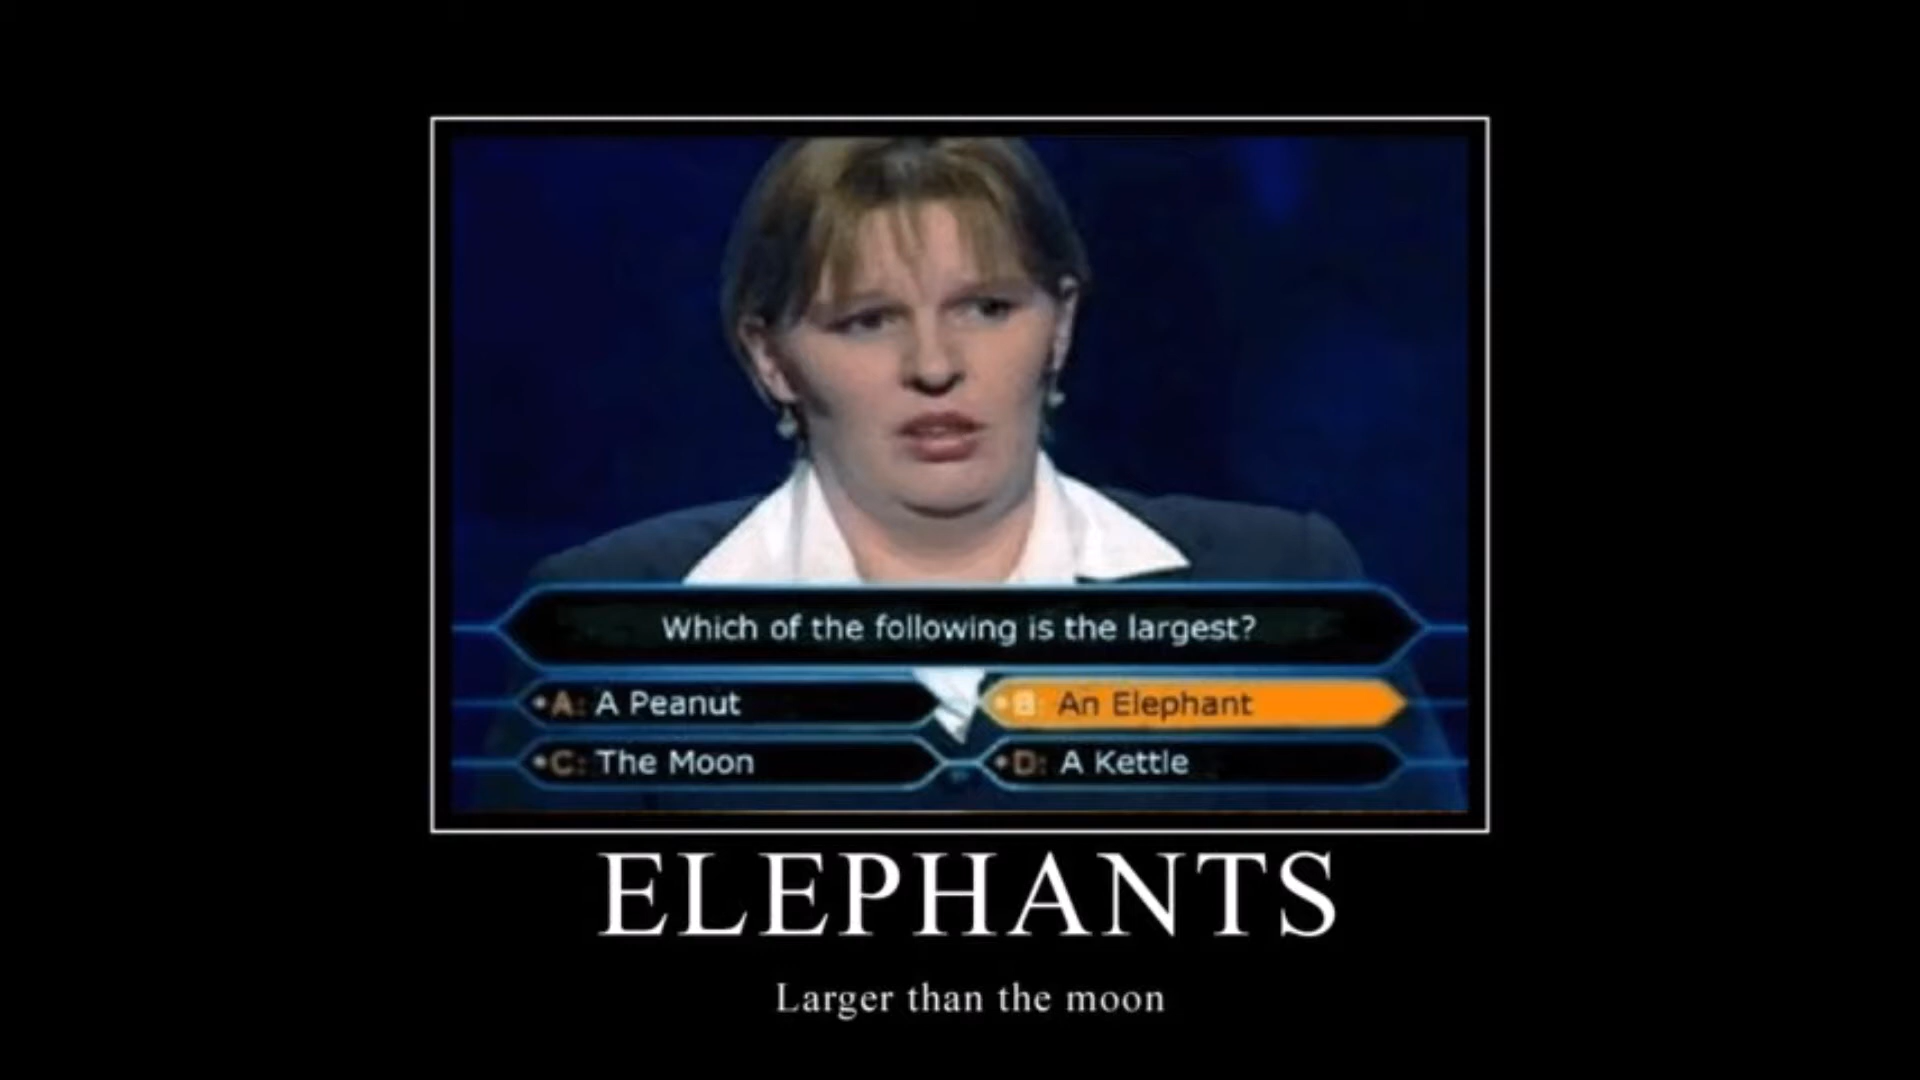 Which of the following is the largest?
A: A Peanut
B: An Elephant
C: The Moon
D: A Kettle
ELEPHANTS
Larger than the moon